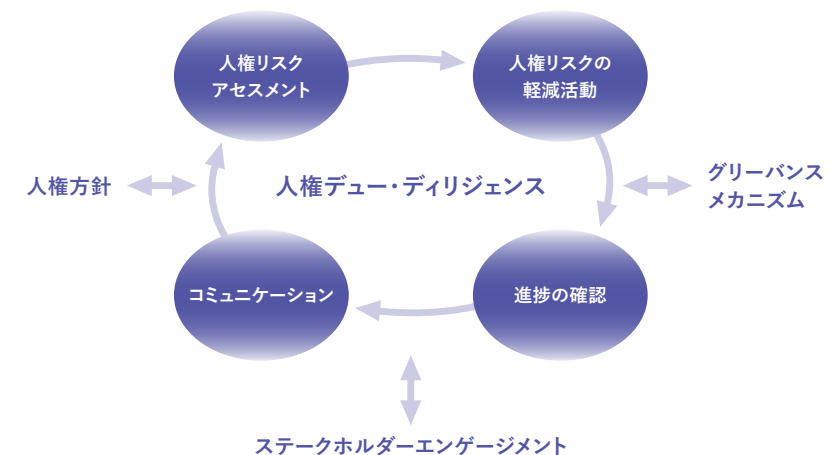 人権リスク
アセスメント
人権リスクの
軽減活動
人権方針
人権デュー・ディリジェンス
グリーバンス
メカニズム
コミュニケーション
進捗の確認
ステークホルダーエンゲージメント